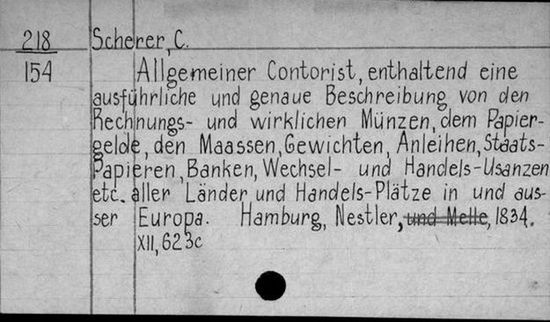 218 Scherer, C.
154 Allgemeiner Contorist, enthaltend eine
ausführliche und genaue Beschreibung von den
Rechnungs- und wirklichen Münzen, dem Papier-
gelde, den Maassen, Gewichten, Anleihen, Staats-
Papieren, Banken, Wechsel- und Handels-Usanzen
etc. aller Länder und Handels-Plätze in und aus-
ser Europa. Hamburg, Nestler, und Melle, 1834.
XII, 623c